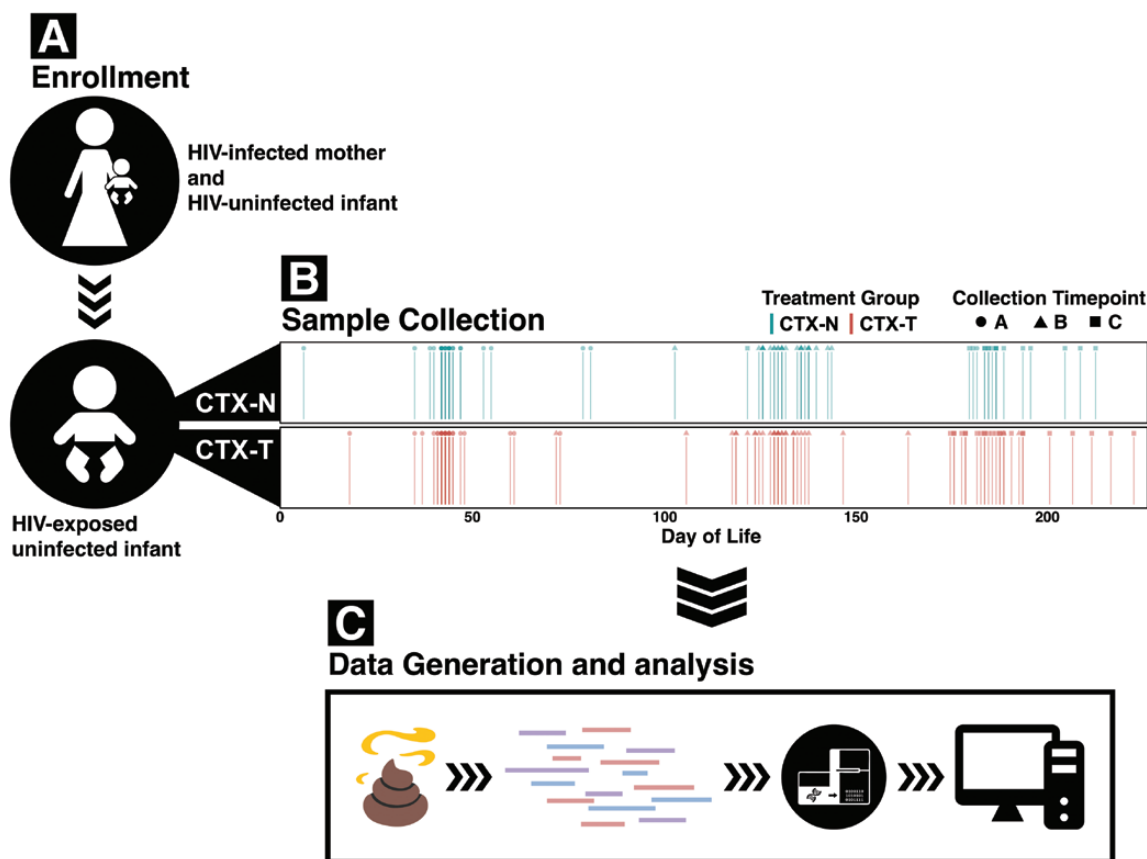 A
Enrollment
HIV-infected mother
and
HIV-uninfected infant
B
Sample Collection
Treatment Group
CTX-N CTX-T
Collection Timepoint
A B C
CTX-N
CTX-T
0 50 100 150 200
Day of Life
HIV-exposed
uninfected infant
C
Data Generation and analysis